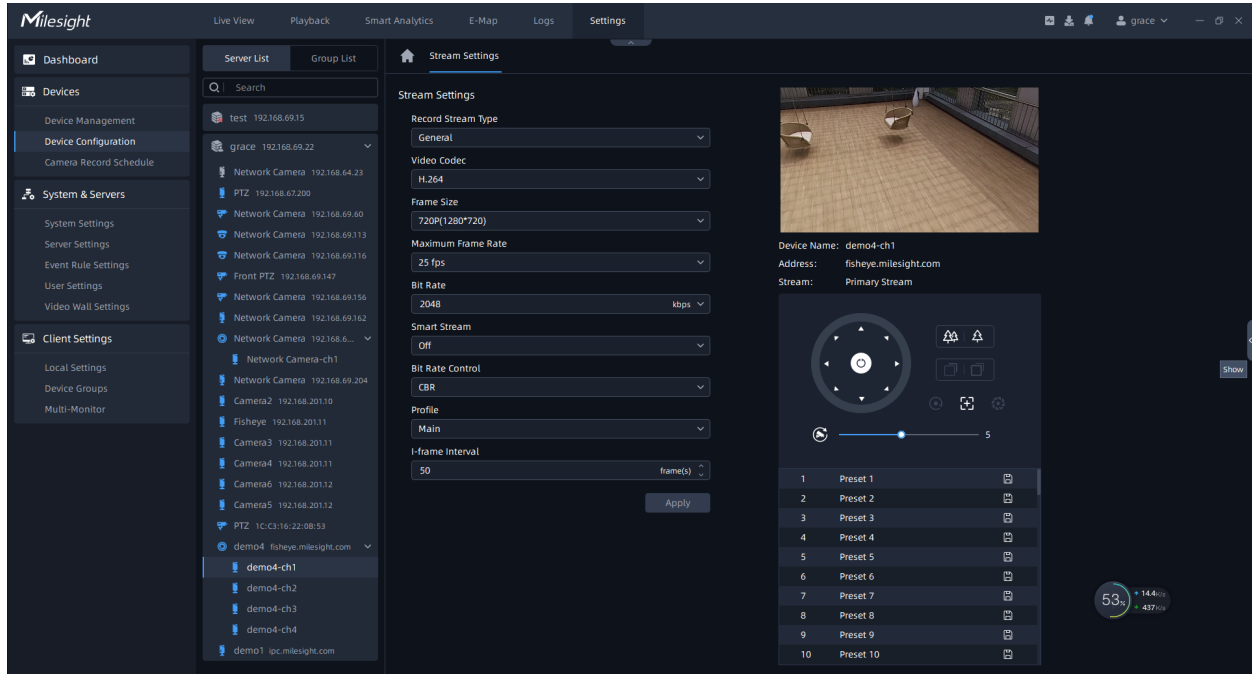 Milesight
Live View Playback Smart Analytics E-Map Logs Settings grace
Dashboard
Devices
Device Management
Device Configuration
Camera Record Schedule
System & Servers
System Settings
Server Settings
Event Rule Settings
User Settings
Video Wall Settings
Client Settings
Local Settings
Device Groups
Multi-Monitor
Server List Group List
Search
test 192.168.69.15
grace 192.168.69.22
Network Camera 192.168.64.23
PTZ 192.168.67.200
Network Camera 192.168.69.60
Network Camera 192.168.69.113
Network Camera 192.168.69.116
Front PTZ 192.168.69.147
Network Camera 192.168.69.156
Network Camera 192.168.69.162
Network Camera 192.168.6...
Network Camera-ch1
Network Camera 192.168.69.204
Camera2 192.168.201.10
Fisheye 192.168.201.11
Camera3 192.168.201.11
Camera4 192.168.201.11
Camera6 192.168.201.12
Camera5 192.168.201.12
PTZ 1C:C3:16:22:0B:53
demo4 fisheye.milesight.com
demo4-ch1
demo4-ch2
demo4-ch3
demo4-ch4
demo1 ipc.milesight.com
Stream Settings
Stream Settings
Record Stream Type
General
Video Codec
H.264
Frame Size
720P(1280*720)
Maximum Frame Rate
25 fps
Bit Rate
2048 kbps
Smart Stream
Off
Bit Rate Control
CBR
Profile
Main
I-frame Interval
50 frame(s)
Apply
Device Name: demo4-ch1
Address: fisheye.milesight.com
Stream: Primary Stream
5
1 Preset 1
2 Preset 2
3 Preset 3
4 Preset 4
5 Preset 5
6 Preset 6
7 Preset 7
8 Preset 8
9 Preset 9
10 Preset 10
Show
53%
14.4K/s
437K/s